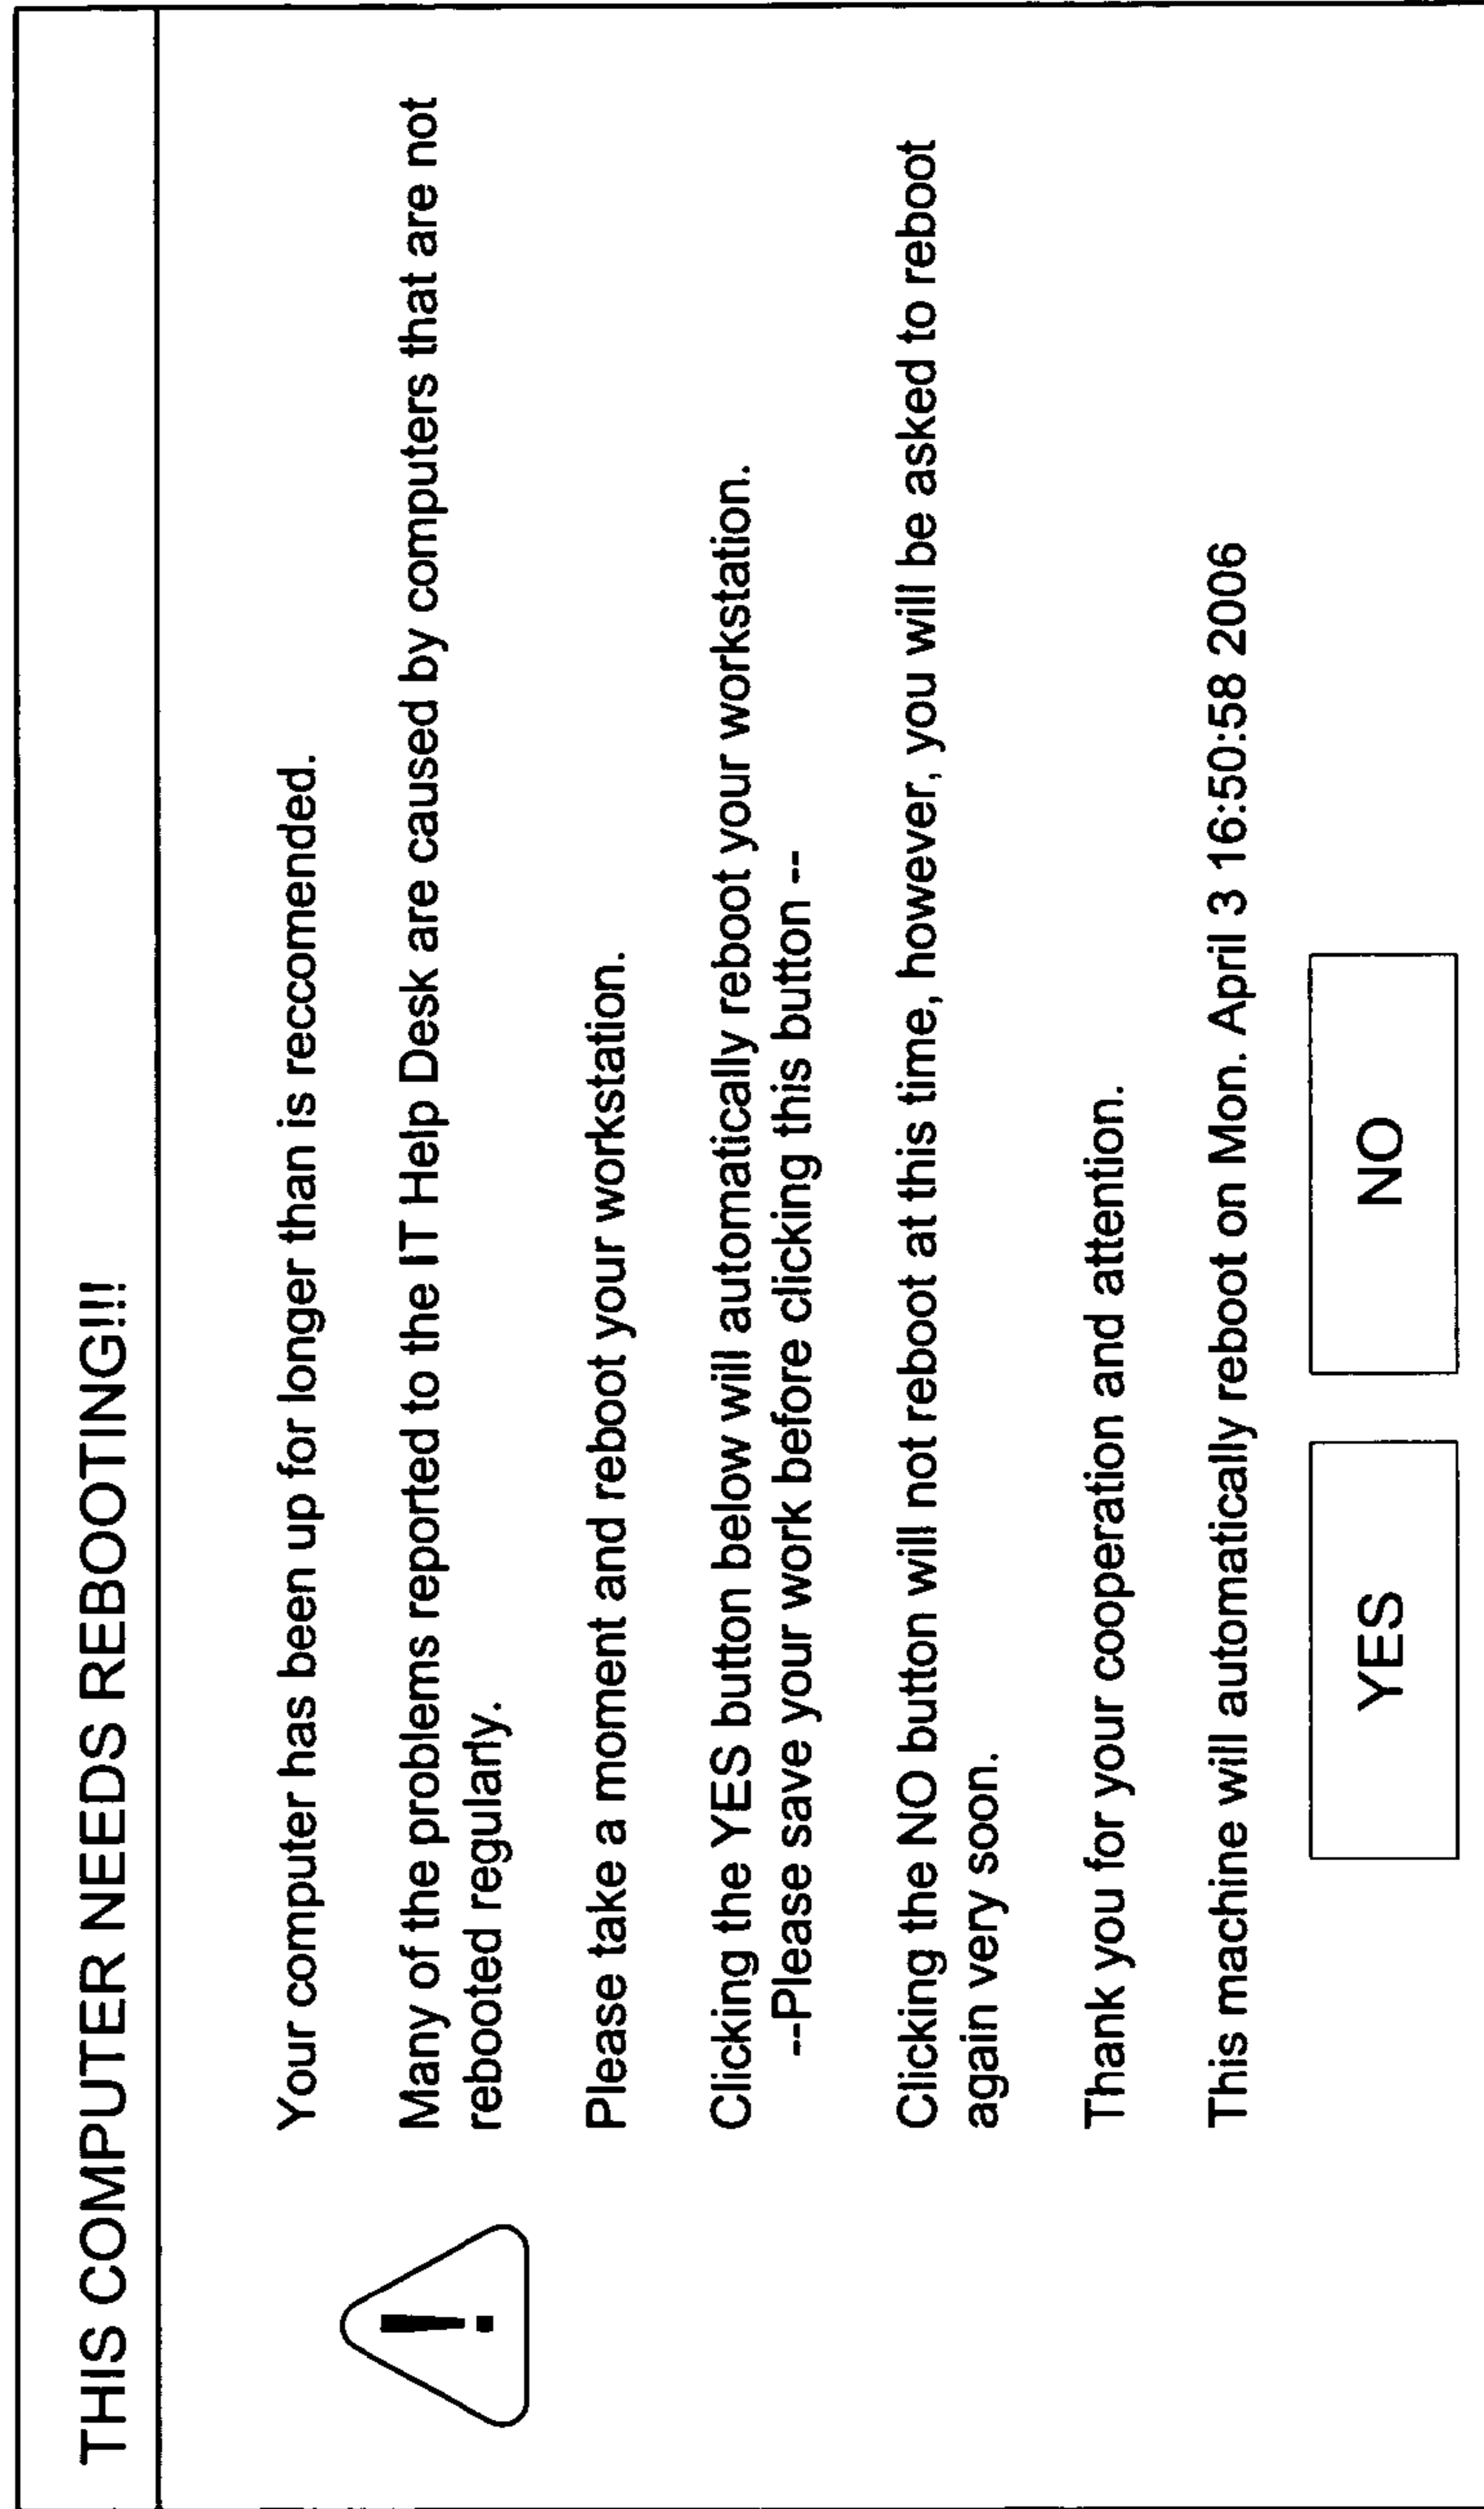 THIS COMPUTER NEEDS REBOOTING!!!
Your computer has been up for longer than is reccomended.
Many of the problems reported to the IT Help Desk are caused by computers that are not
rebooted regularly.
Please take a moment and reboot your workstation.
Clicking the YES button below will automatically reboot your workstation.
--Please save your work before clicking this button --
Clicking the NO button will not reboot at this time, however, you will be asked to reboot
again very soon.
Thank you for your cooperation and attention.
This machine will automatically reboot on Mon. April 3 16:50:58 2006
YES NO